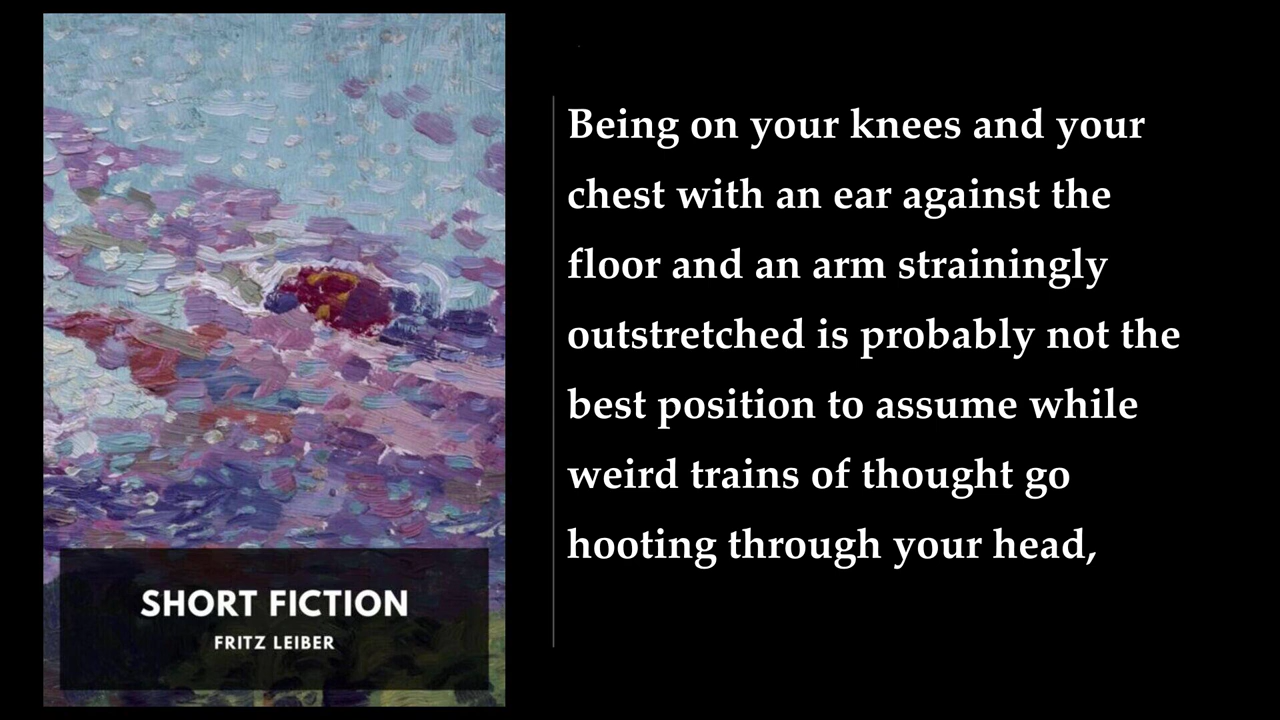 SHORT FICTION
FRITZ LEIBER
Being on your knees and your
chest with an ear against the
floor and an arm strainingly
outstretched is probably not the
best position to assume while
weird trains of thought go
hooting through your head,